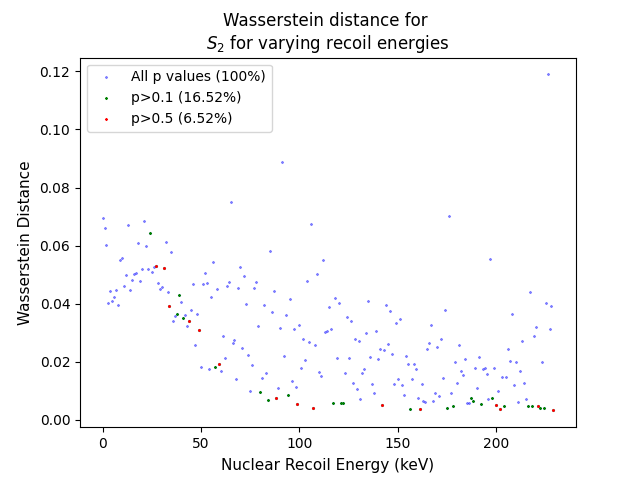 Wasserstein distance for
$S_2$ for varying recoil energies
All p values (100%)
p>0.1 (16.52%)
p>0.5 (6.52%)
Wasserstein Distance
0.12
0.10
0.08
0.06
0.04
0.02
0.00
0
50
100
150
200
Nuclear Recoil Energy (keV)